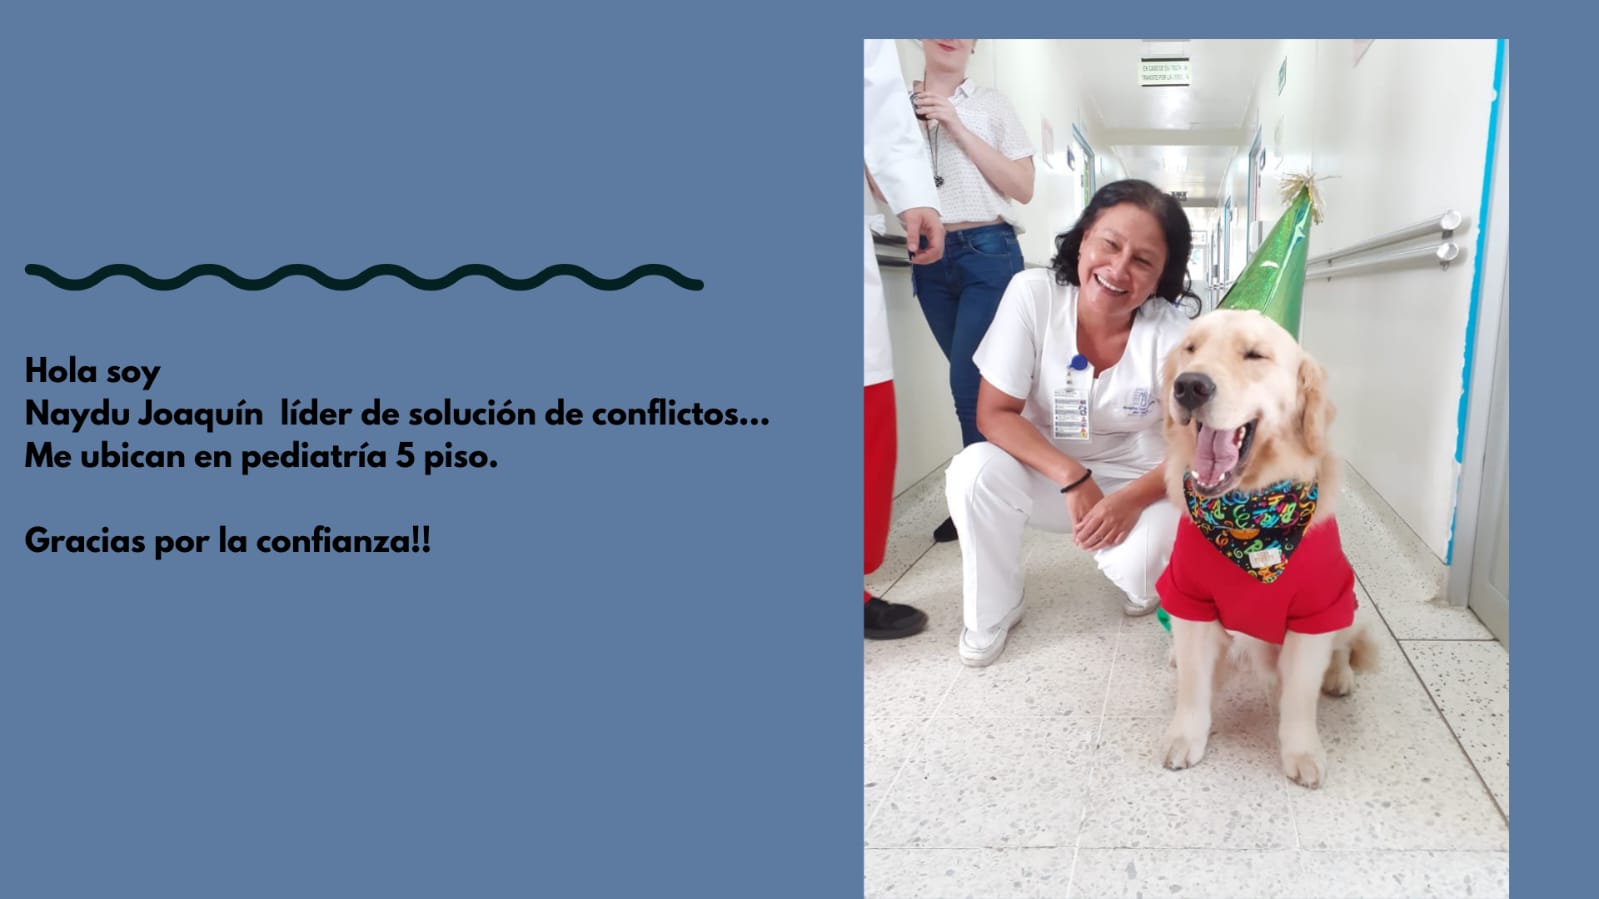 Hola soy
Naydu Joaquín  líder de solución de conflictos...
Me ubican en pediatría 5 piso.
Gracias por la confianza!!